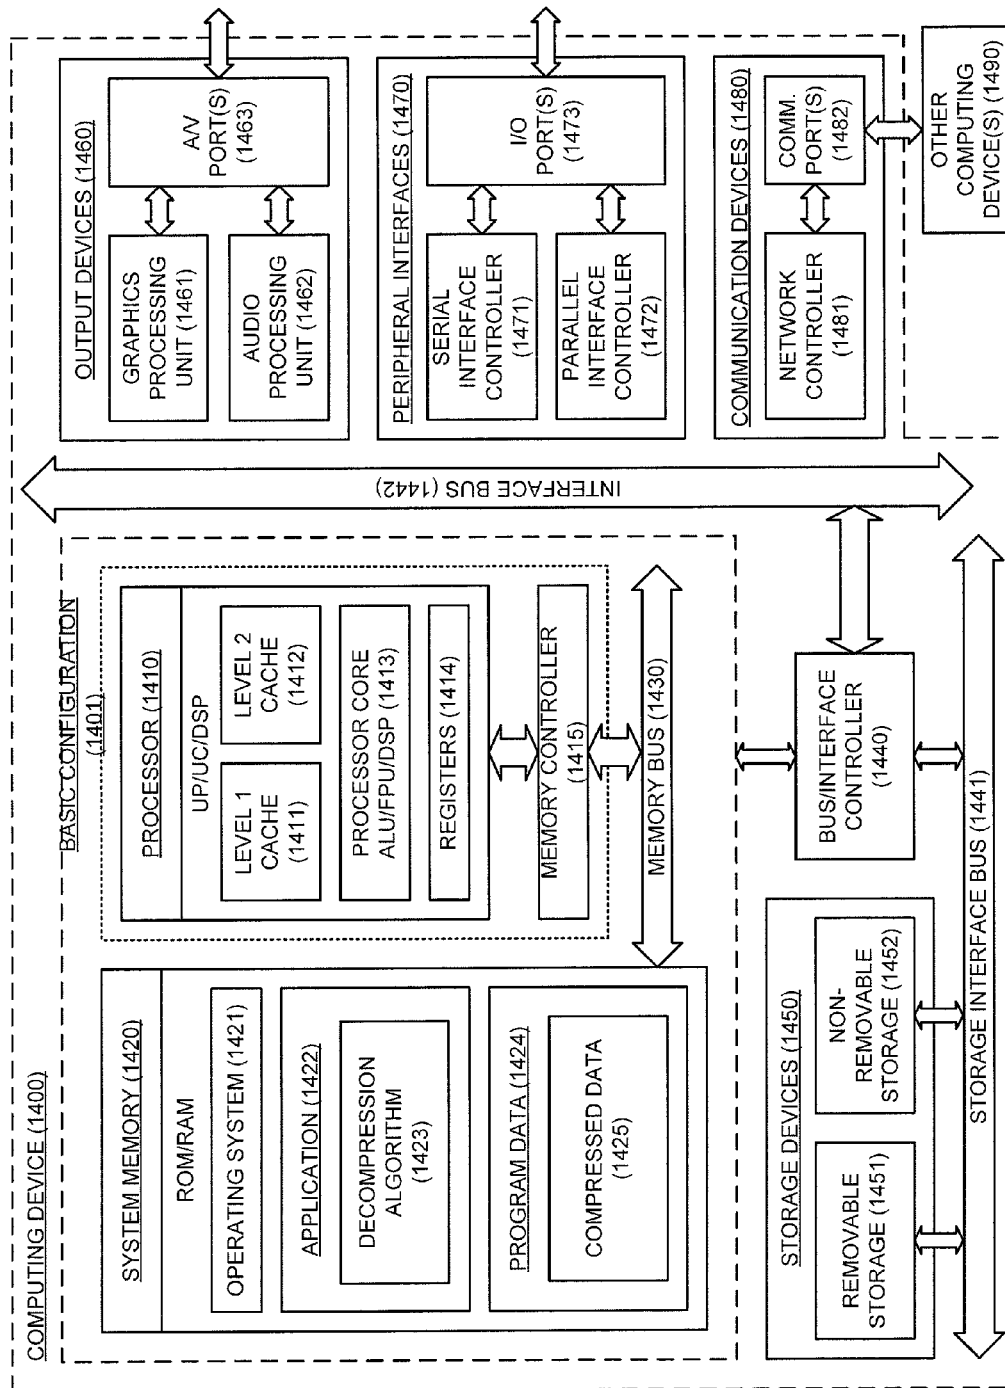 COMPUTING DEVICE (1400)
BASIC CONFIGURATION
(1401)
SYSTEM MEMORY (1420)
ROM/RAM
OPERATING SYSTEM (1421)
APPLICATION (1422)
DECOMPRESSION
ALGORITHM
(1423)
PROGRAM DATA (1424)
COMPRESSED DATA
(1425)
PROCESSOR (1410)
UP/UC/DSP
LEVEL 1
CACHE
(1411)
LEVEL 2
CACHE
(1412)
PROCESSOR CORE
ALU/FPU/DSP (1413)
REGISTERS (1414)
MEMORY CONTROLLER
(1415)
MEMORY BUS (1430)
BUS/INTERFACE
CONTROLLER
(1440)
STORAGE DEVICES (1450)
REMOVABLE
STORAGE (1451)
NON-
REMOVABLE
STORAGE (1452)
STORAGE INTERFACE BUS (1441)
INTERFACE BUS (1442)
OUTPUT DEVICES (1460)
GRAPHICS
PROCESSING
UNIT (1461)
AUDIO
PROCESSING
UNIT (1462)
A/V
PORT(S)
(1463)
PERIPHERAL INTERFACES (1470)
SERIAL
INTERFACE
CONTROLLER
(1471)
PARALLEL
INTERFACE
CONTROLLER
(1472)
I/O
PORT(S)
(1473)
COMMUNICATION DEVICES (1480)
NETWORK
CONTROLLER
(1481)
COMM.
PORT(S)
(1482)
OTHER
COMPUTING
DEVICE(S) (1490)